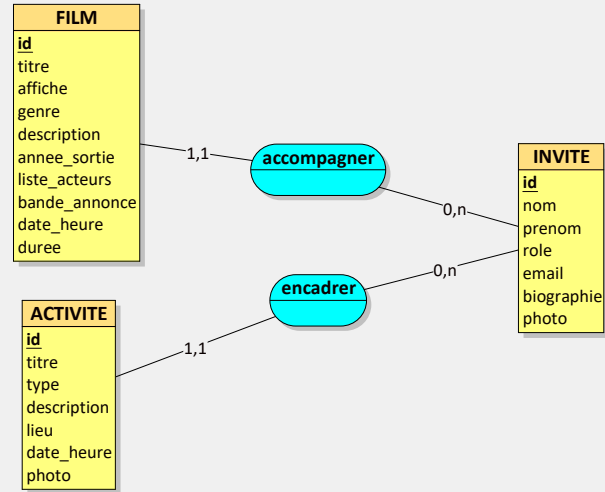 FILM
id
titre
affiche
genre
description
annee_sortie
liste_acteurs
bande_annonce
date_heure
duree
1,1
accompagner
0,n
INVITE
id
nom
prenom
role
email
biographie
photo
encadrer
0,n
1,1
ACTIVITE
id
titre
type
description
lieu
date_heure
photo